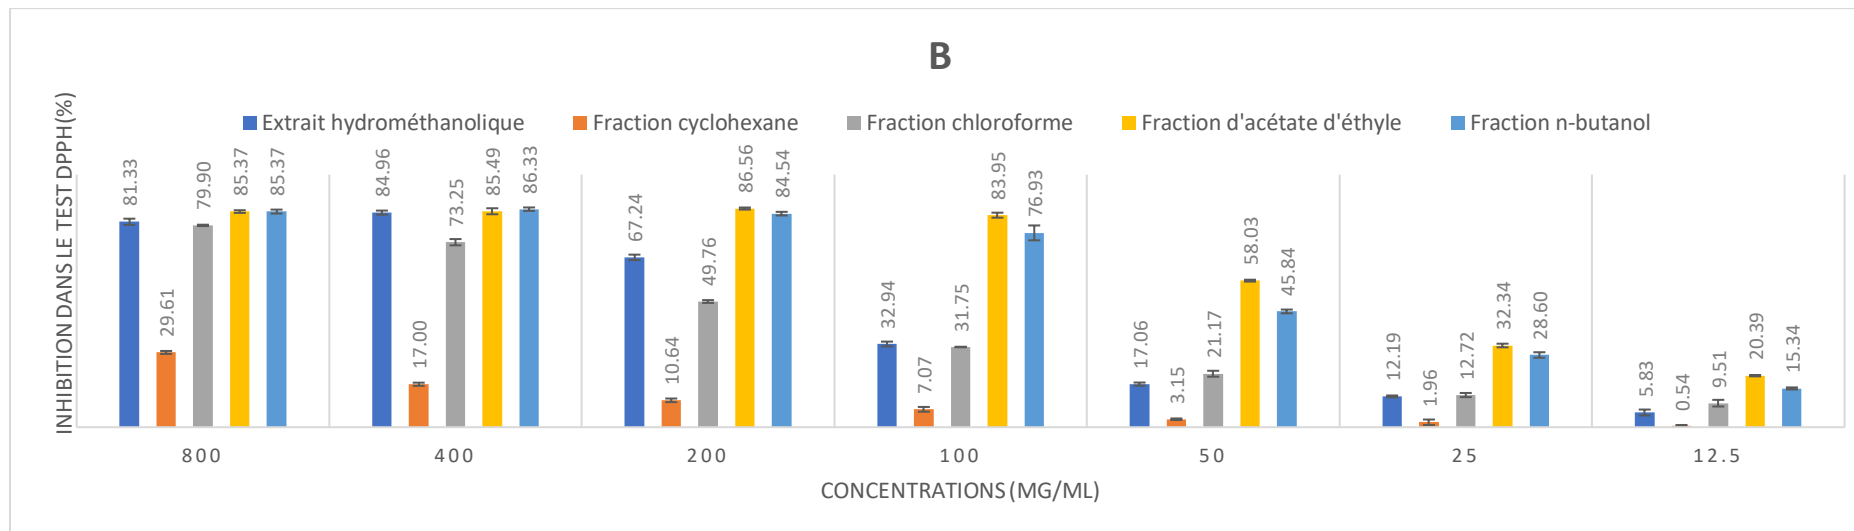 B
INHIBITION DANS LE TEST DPPH(%)
Extrait hydrométhanolique Fraction cyclohexane Fraction chloroforme Fraction d'acétate d'éthyle Fraction n-butanol
81.33 29.61 79.90 85.37 85.37
84.96 17.00 73.25 85.49 86.33
67.24 10.64 49.76 86.56 84.54
32.94 7.07 31.75 83.95 76.93
17.06 3.15 21.17 58.03 45.84
12.19 1.96 12.72 32.34 28.60
5.83 0.54 9.51 20.39 15.34
800 400 200 100 50 25 12.5
CONCENTRATIONS (MG/ML)